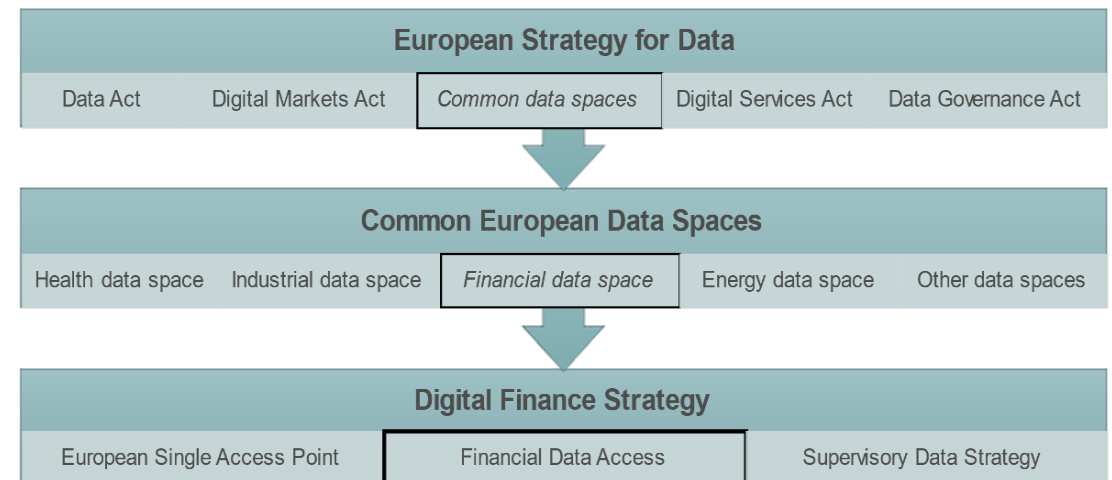 European Strategy for Data
Data Act Digital Markets Act Common data spaces Digital Services Act Data Governance Act
Common European Data Spaces
Health data space Industrial data space Financial data space Energy data space Other data spaces
Digital Finance Strategy
European Single Access Point Financial Data Access Supervisory Data Strategy